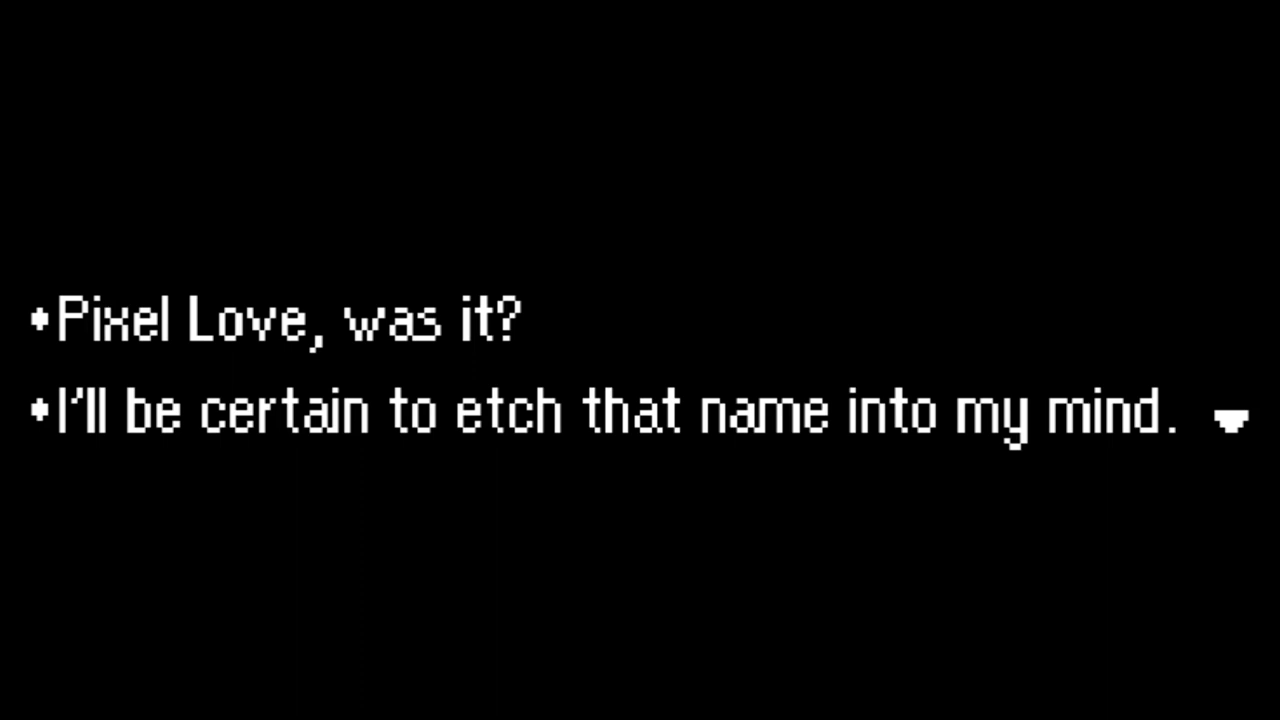 •Pixel Love, was it?
•I'll be certain to etch that name into my mind.